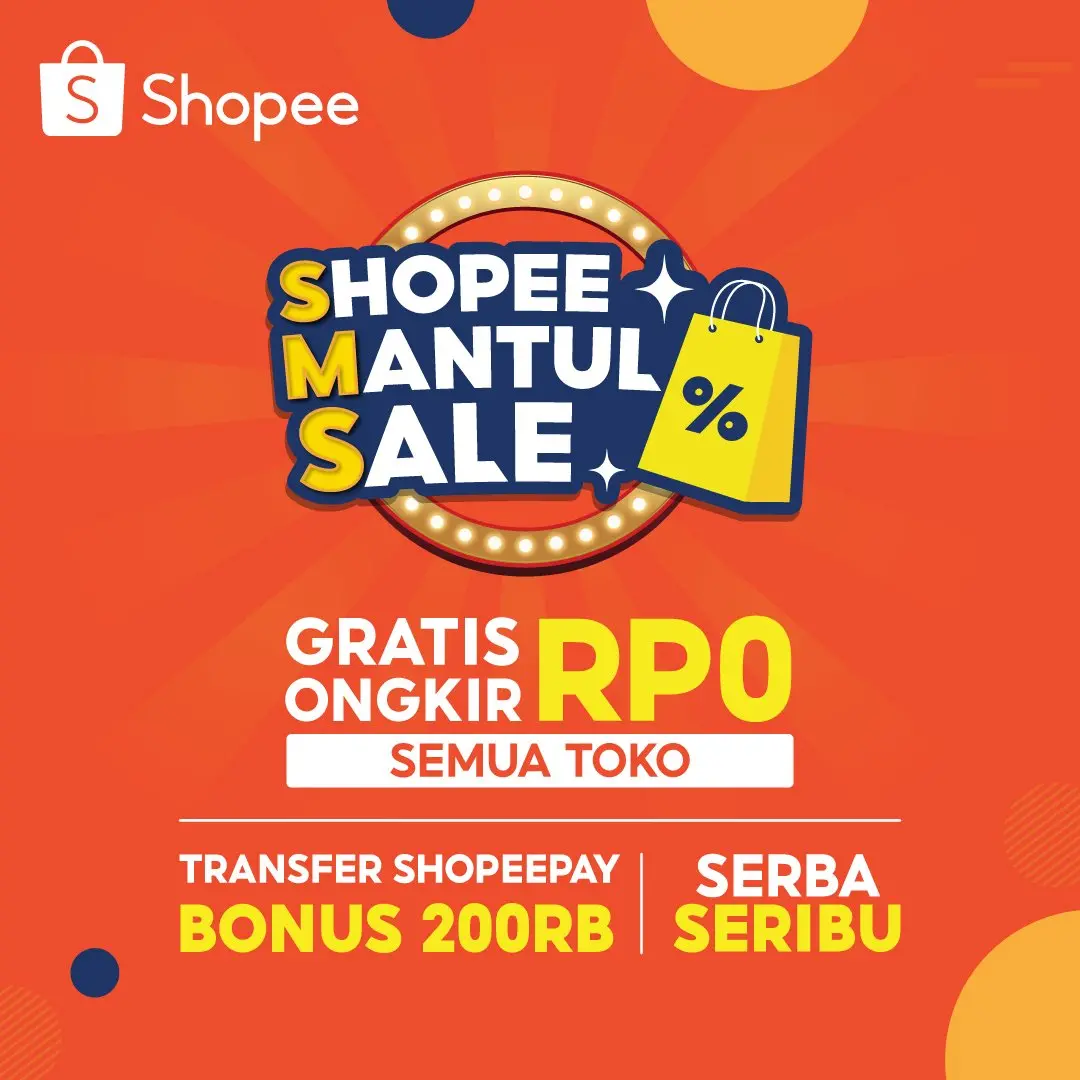 S Shopee
SHOPEE
MANTUL
SALE
%
GRATIS
ONGKIR RP0
SEMUA TOKO
TRANSFER SHOPEEPAY
BONUS 200RB
SERBA
SERIBU